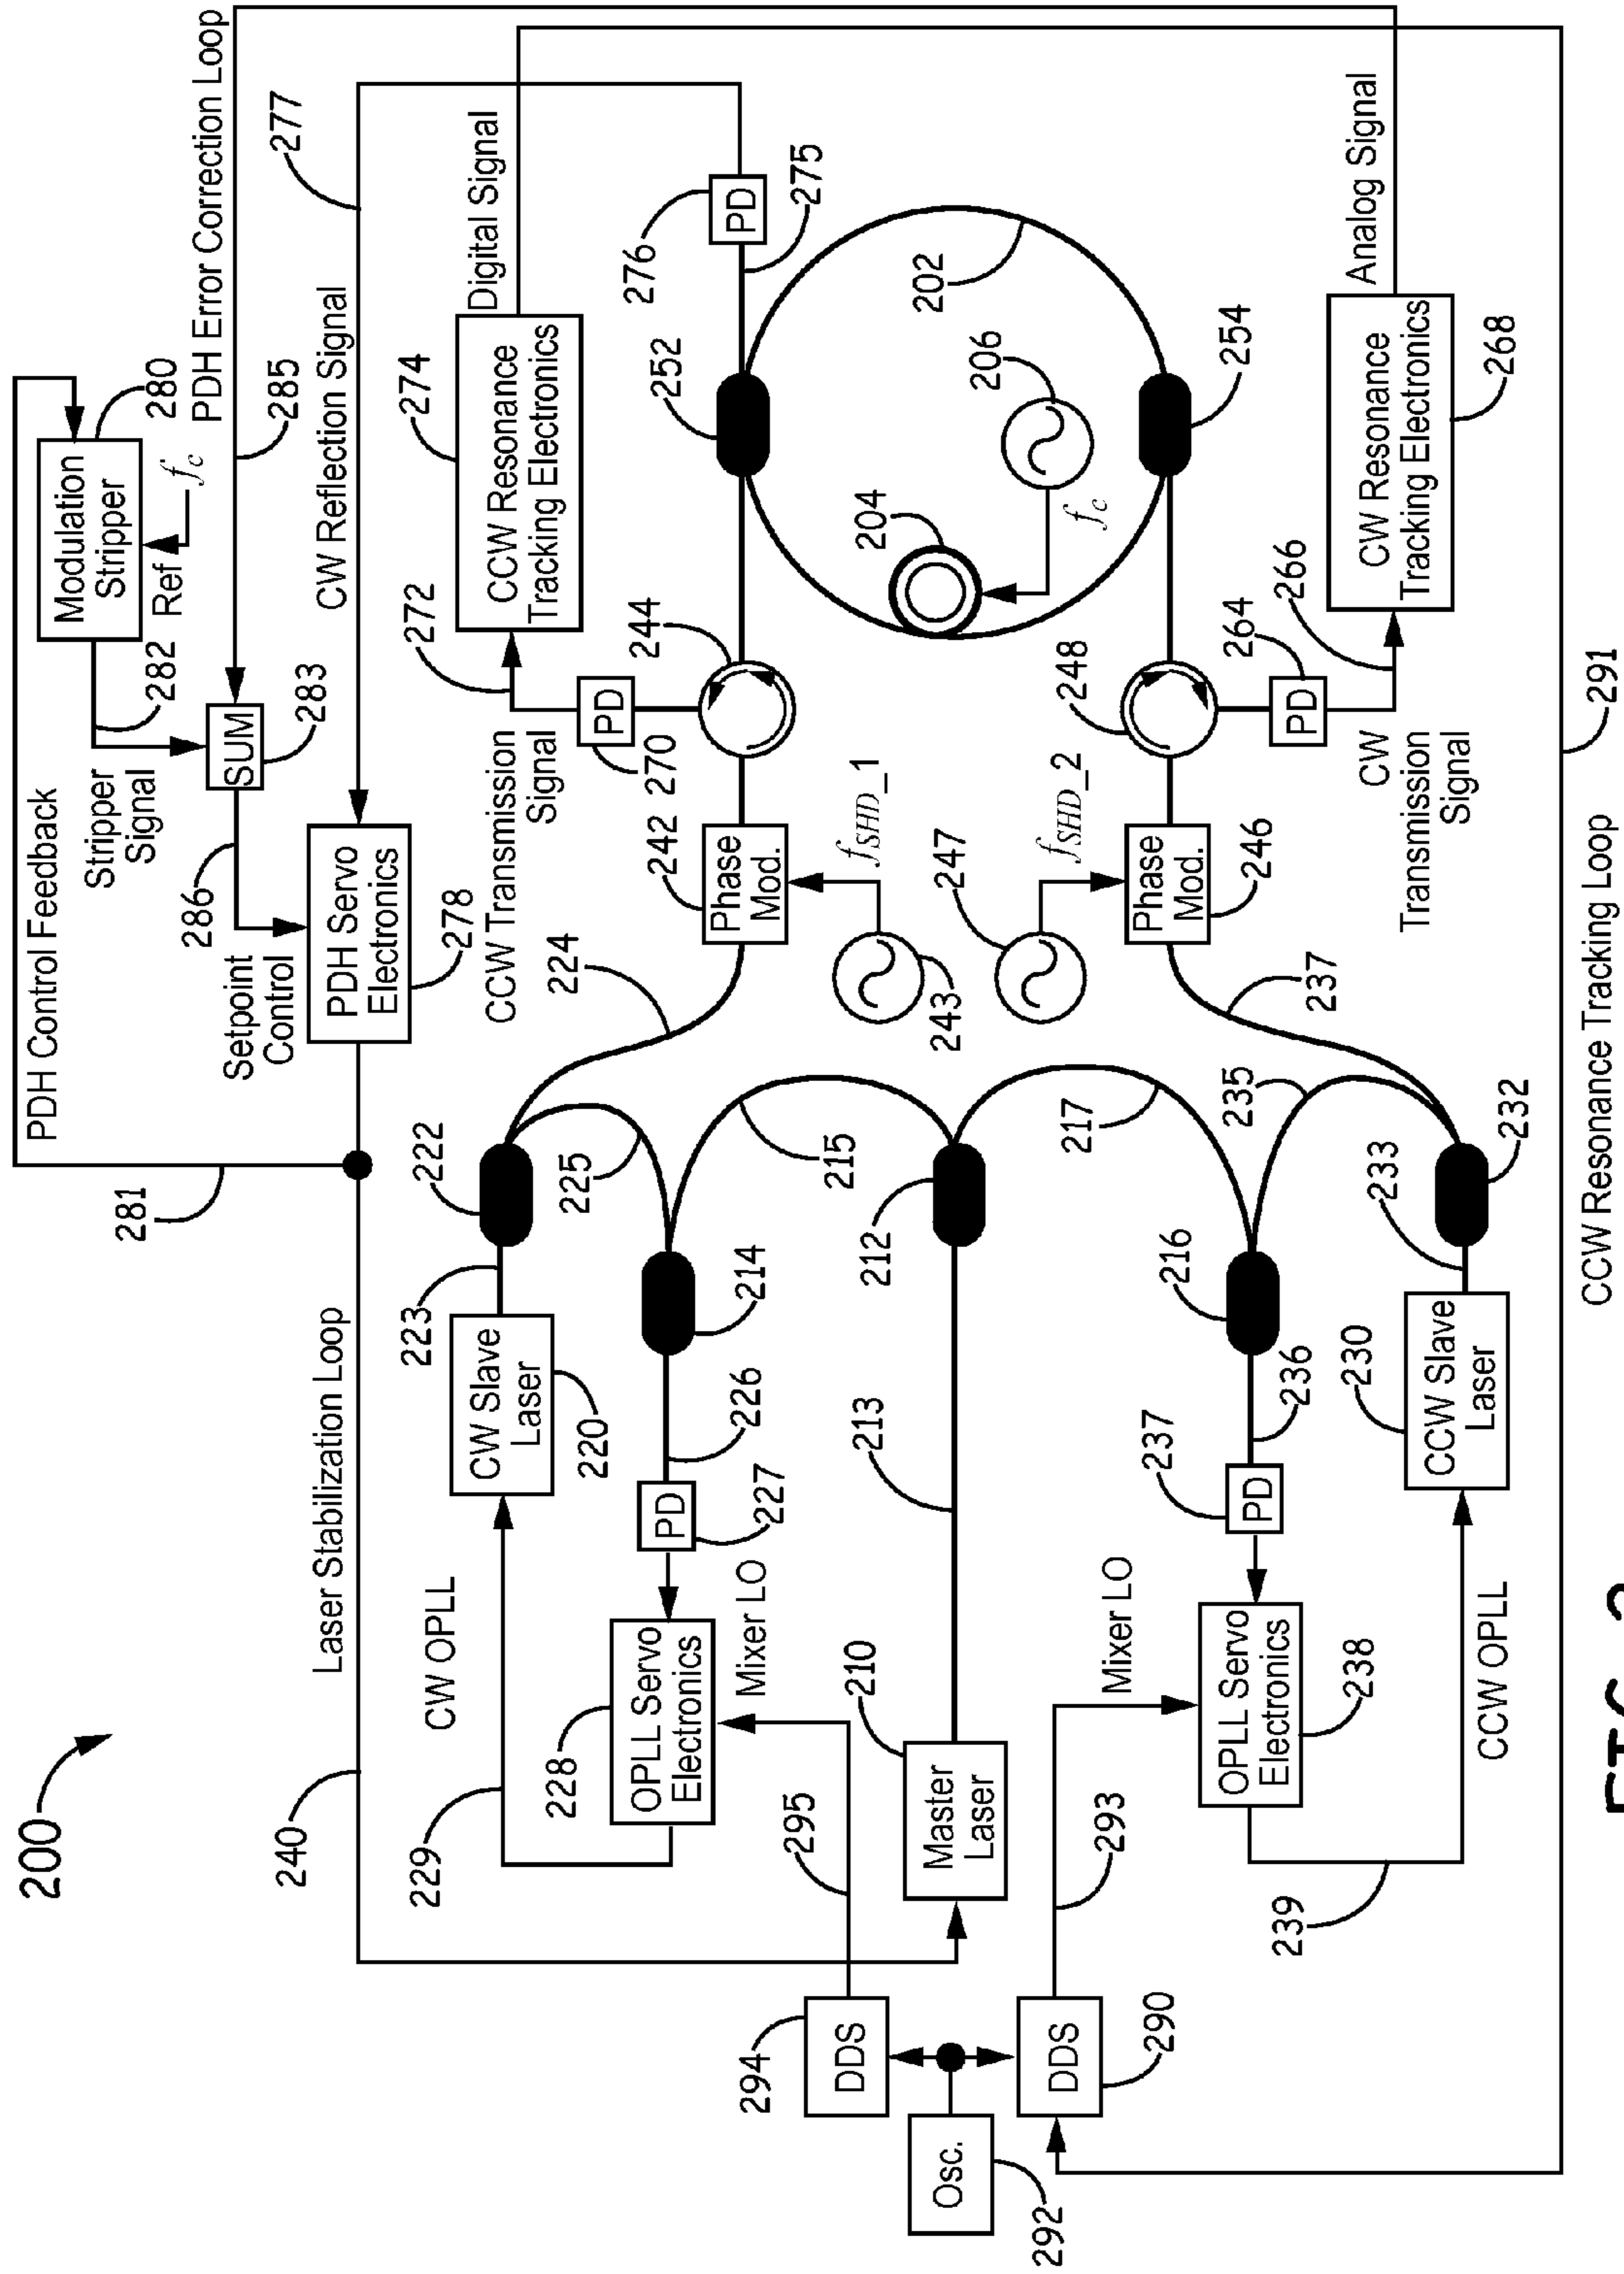 200
240
Laser Stabilization Loop
281
PDH Control Feedback
Setpoint
Control
286
Stripper
Signal
282
Modulation
Stripper
280
Ref
f_c
SUM
283
285
PDH Error Correction Loop
277
CW Reflection Signal
PDH Servo
Electronics
278
229
CW OPLL
CW Slave
Laser
220
223
222
225
224
CCW Transmission
Signal
272
CCW Resonance
Tracking Electronics
274
Digital Signal
228
OPLL Servo
Electronics
PD
227
226
214
215
242
Phase
Mod.
270
PD
244
252
276
PD
275
295
Mixer LO
243
f_SHD_1
294
DDS
210
Master
Laser
213
212
204
206
f_c
202
Osc.
292
DDS
290
293
Mixer LO
217
247
f_SHD_2
Phase
Mod.
246
248
254
OPLL Servo
Electronics
238
237
PD
236
216
235
237
264
PD
266
CW
Transmission
Signal
CW Resonance
Tracking Electronics
268
Analog Signal
239
CCW OPLL
230
CCW Slave
Laser
233
232
291
CCW Resonance Tracking Loop